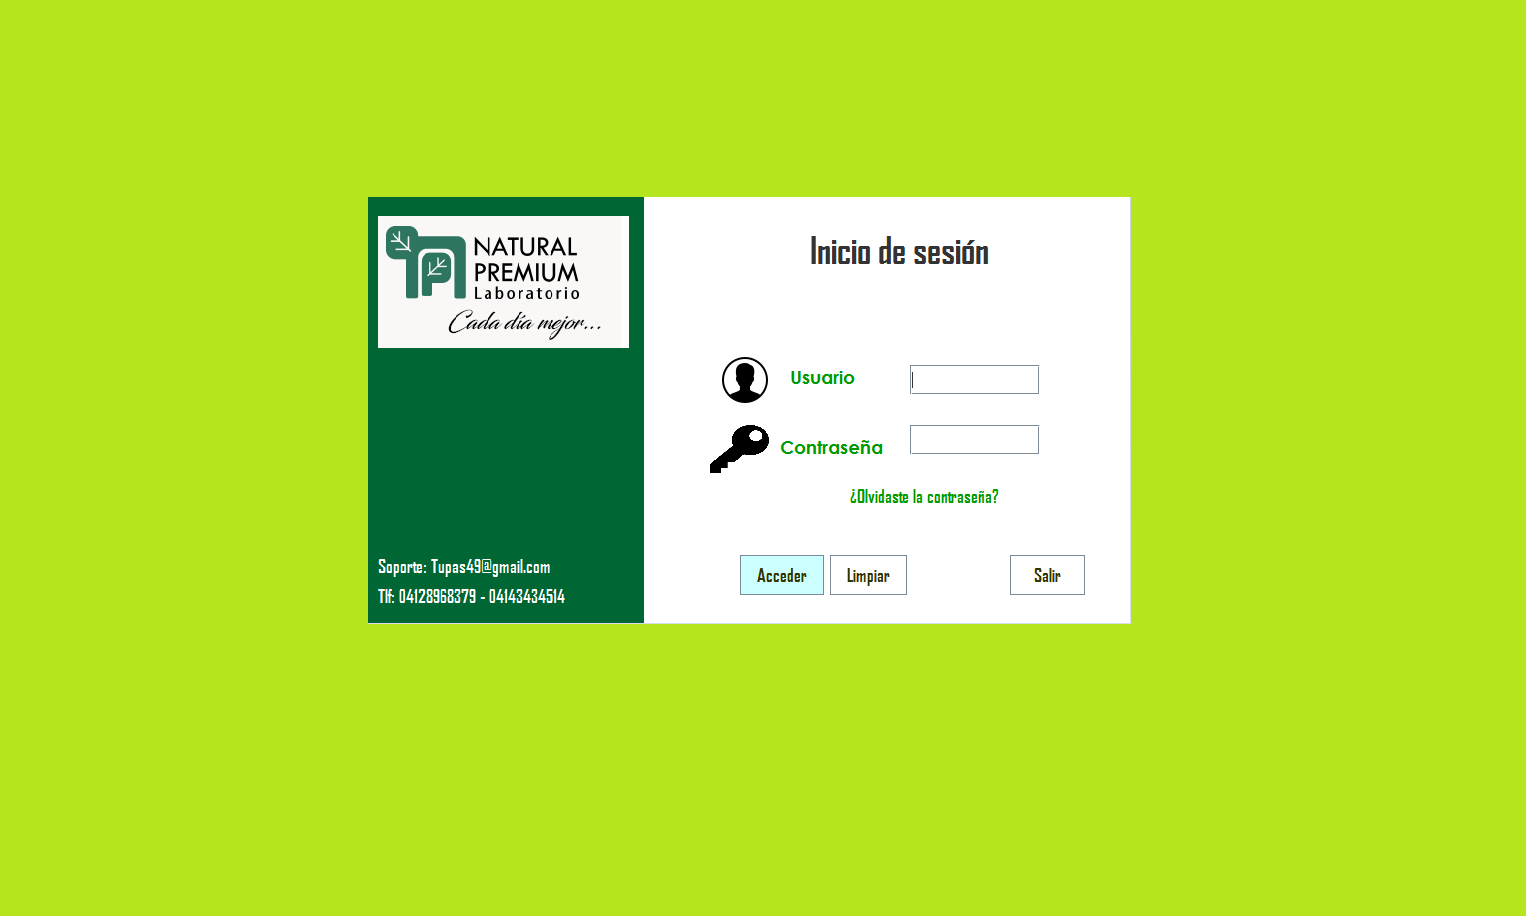 NATURAL
PREMIUM
Laboratorio
Cada día mejor...
Soporte: Tupas49@gmail.com
Tlf: 04128968379 - 04143434514
Inicio de sesión
Usuario
Contraseña
¿Olvidaste la contraseña?
Acceder Limpiar Salir